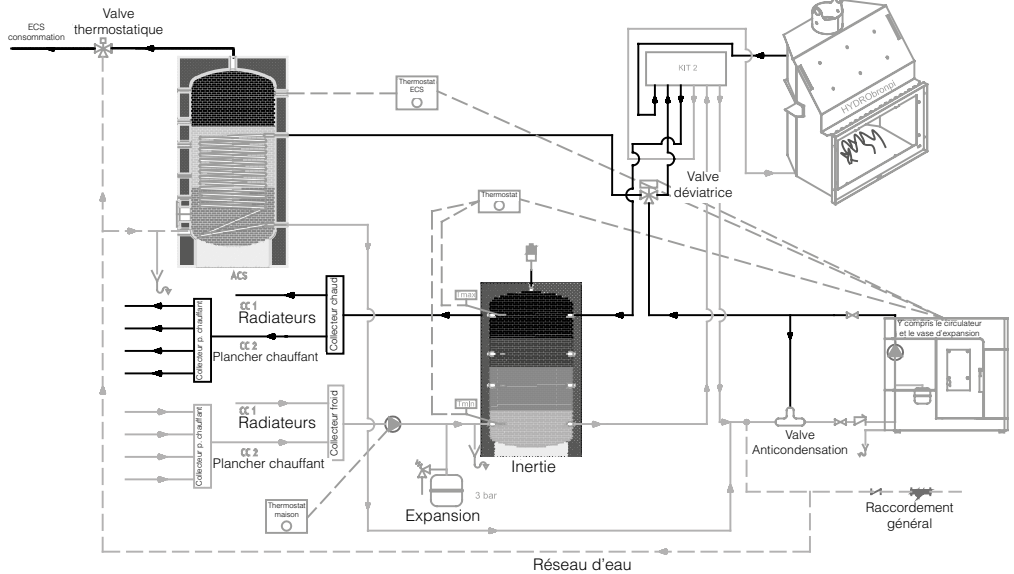 Valve
thermostatique
ECS
consommation
Thermostat
ECS
KIT 2
HYDRObronpi
Valve
déviatrice
Thermostat
ACS
Tmax
CC 1
Radiateurs
CC 2
Plancher chauffant
Collecteur p. chauffant
Collecteur chaud
Y compris le circulateur
et le vase d'expansion
Tmin
CC 1
Radiateurs
CC 2
Plancher chauffant
Collecteur p. chauffant
Collecteur froid
Inertie
Valve
Anticondensation
3 bar
Expansion
Thermostat
maison
Raccordement
général
Réseau d'eau